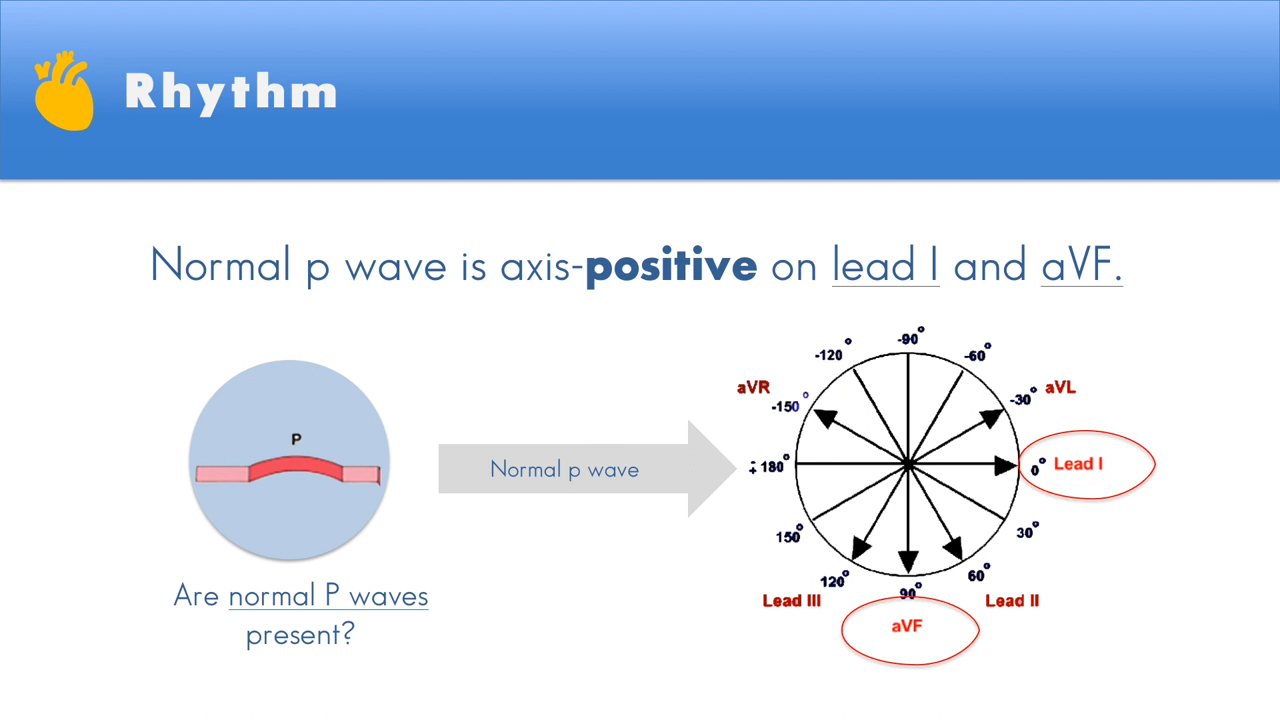 Rhythm
Normal p wave is axis-positive on lead I and aVF.
P
Are normal P waves
present?
Normal p wave
-90°
-120°
-60°
aVR
-150°
-30°
aVL
± 180°
0°
Lead I
150°
30°
120°
60°
90°
Lead III
Lead II
aVF